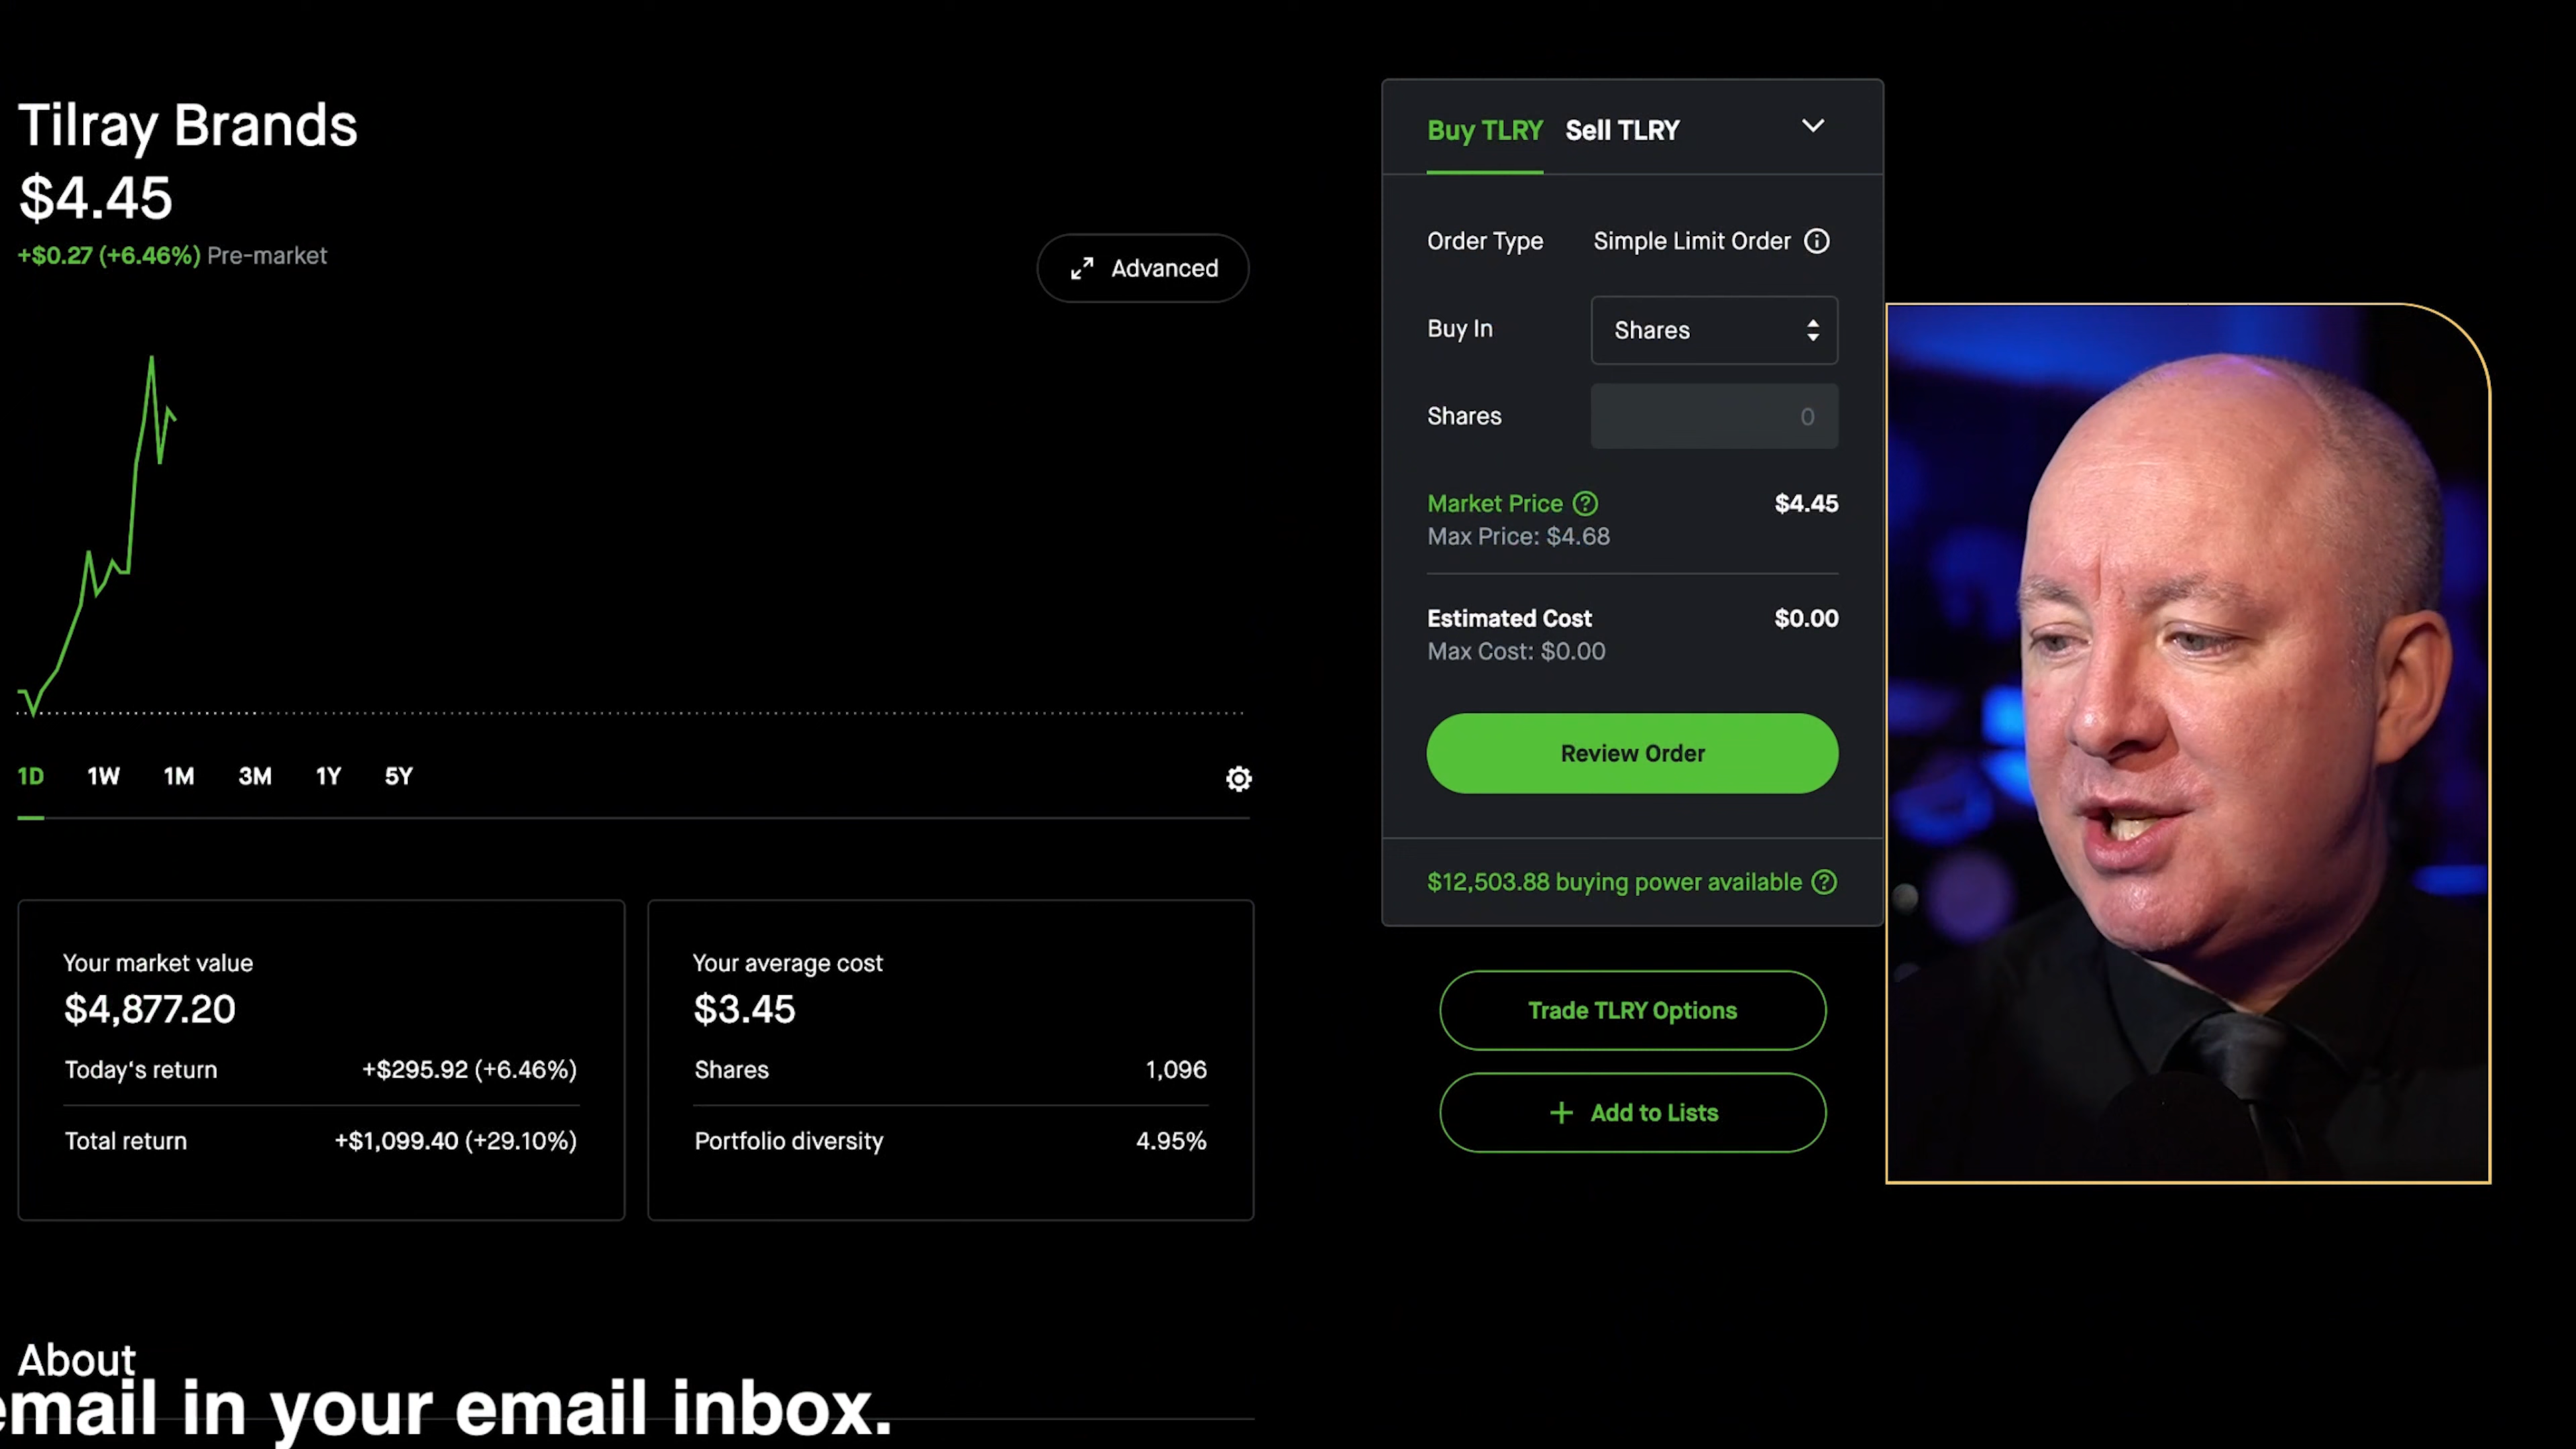 Tilray Brands
$4.45
+$0.27 (+6.46%) Pre-market
Advanced
1D 1W 1M 3M 1Y 5Y
Your market value
$4,877.20
Today's return +$295.92 (+6.46%)
Total return +$1,099.40 (+29.10%)
Your average cost
$3.45
Shares 1,096
Portfolio diversity 4.95%
About
email in your email inbox.
Buy TLRY Sell TLRY
Order Type Simple Limit Order
Buy In Shares
Shares 0
Market Price $4.45
Max Price: $4.68
Estimated Cost $0.00
Max Cost: $0.00
Review Order
$12,503.88 buying power available
Trade TLRY Options
+ Add to Lists